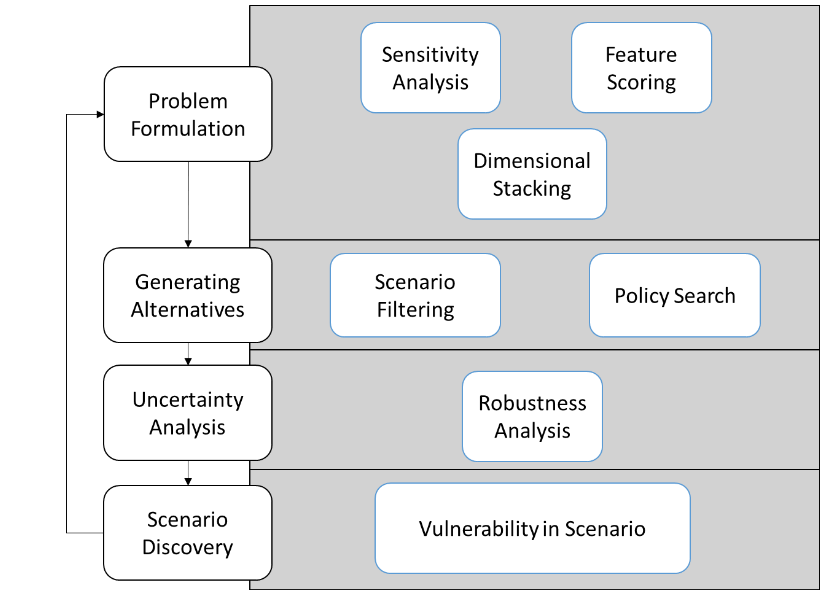 Problem
Formulation
Sensitivity
Analysis
Feature
Scoring
Dimensional
Stacking
Generating
Alternatives
Scenario
Filtering
Policy Search
Uncertainty
Analysis
Robustness
Analysis
Scenario
Discovery
Vulnerability in Scenario